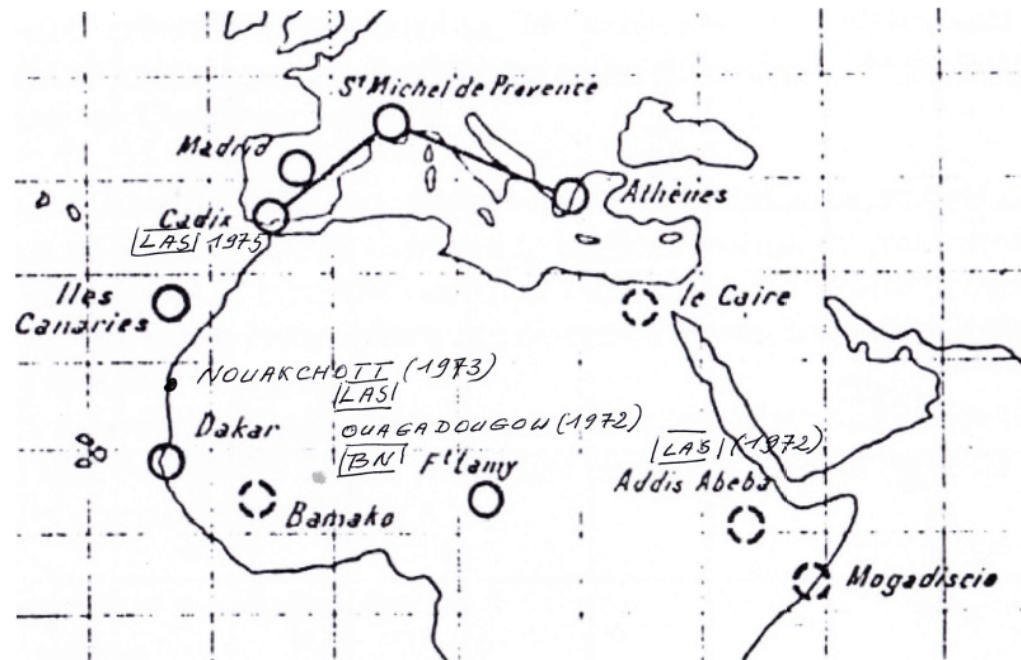 St Michel de Provence
Madrid
Cadix
LAS 1975
Athènes
Iles
Canaries
le Caire
NOUAKCHOTT (1973)
LAS
Dakar
OUAGADOUGOU (1972)
BN
Ft Lamy
LAS (1972)
Addis Abeba
Bamako
Mogadiscio